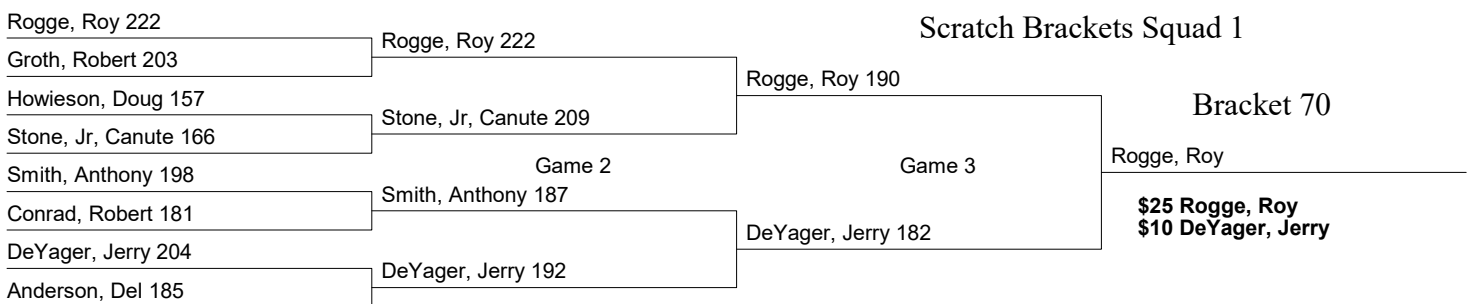 Scratch Brackets Squad 1
Bracket 70
Rogge, Roy 222
Groth, Robert 203
Howieson, Doug 157
Stone, Jr, Canute 166
Smith, Anthony 198
Conrad, Robert 181
DeYager, Jerry 204
Anderson, Del 185
Rogge, Roy 222
Stone, Jr, Canute 209
Game 2
Smith, Anthony 187
DeYager, Jerry 192
Rogge, Roy 190
Game 3
DeYager, Jerry 182
Rogge, Roy
$25 Rogge, Roy
$10 DeYager, Jerry